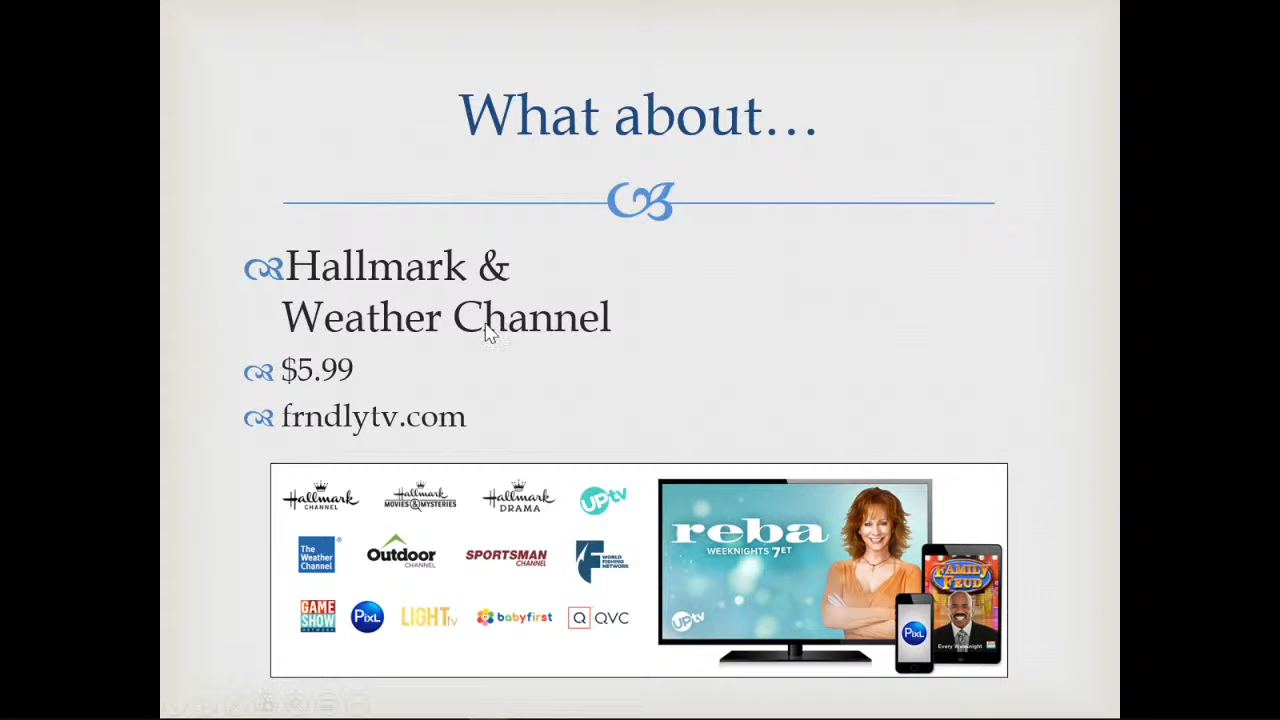 What about…
Hallmark &
Weather Channel
$5.99
frndlytv.com
Hallmark
CHANNEL
Hallmark
MOVIES & MYSTERIES
Hallmark
DRAMA
UPtv
The
Weather
Channel
Outdoor
CHANNEL
SPORTSMAN
CHANNEL
WORLD
FISHING
NETWORK
GAME
SHOW
NETWORK
PixL
LIGHTtv
babyfirst
Q QVC
reba
WEEKNIGHTS 7ET
UPtv
FAMILY
FEUD
PixL
Every Weeknight